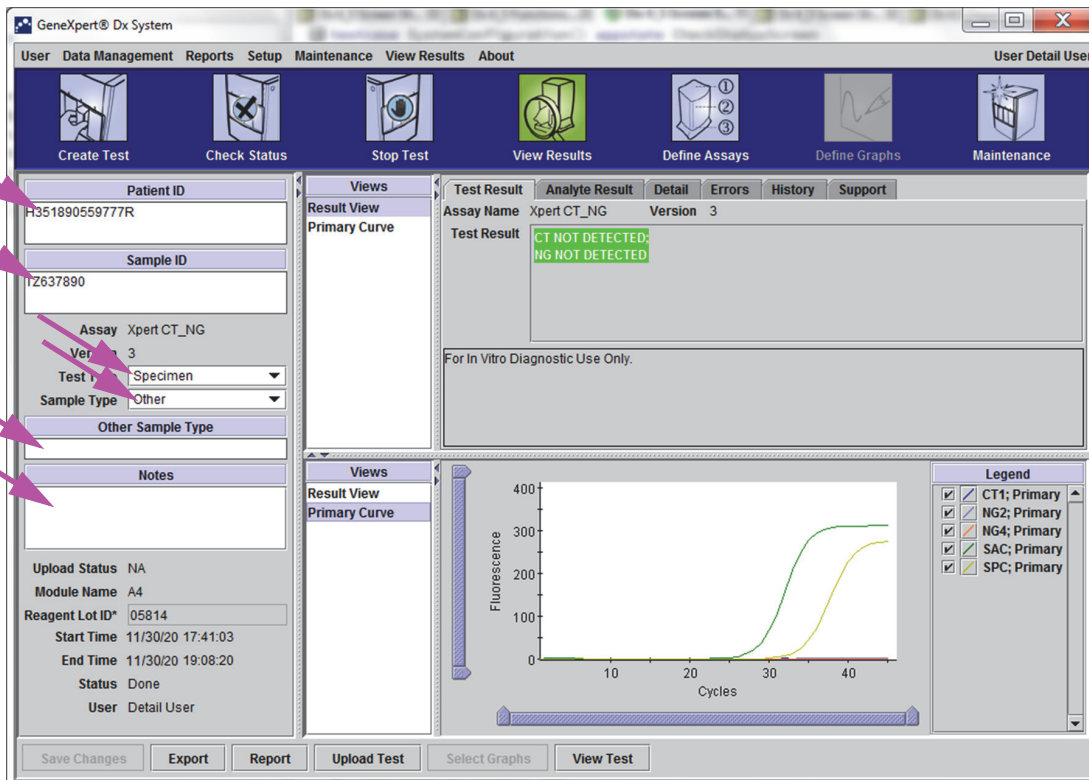 GeneXpert® Dx System
User Data Management Reports Setup Maintenance View Results About User Detail User
Create Test Check Status Stop Test View Results Define Assays Define Graphs Maintenance
Patient ID
H351890559777R
Sample ID
TZ637890
Assay Xpert CT_NG
Version 3
Test Type Specimen
Sample Type Other
Other Sample Type
Notes
Upload Status NA
Module Name A4
Reagent Lot ID* 05814
Start Time 11/30/20 17:41:03
End Time 11/30/20 19:08:20
Status Done
User Detail User
Views
Result View
Primary Curve
Test Result Analyte Result Detail Errors History Support
Assay Name Xpert CT_NG Version 3
Test Result CT NOT DETECTED;
NG NOT DETECTED
For In Vitro Diagnostic Use Only.
Views
Result View
Primary Curve
Fluorescence
400
300
200
100
0
10 20 30 40
Cycles
Legend
CT1; Primary
NG2; Primary
NG4; Primary
SAC; Primary
SPC; Primary
Save Changes Export Report Upload Test Select Graphs View Test